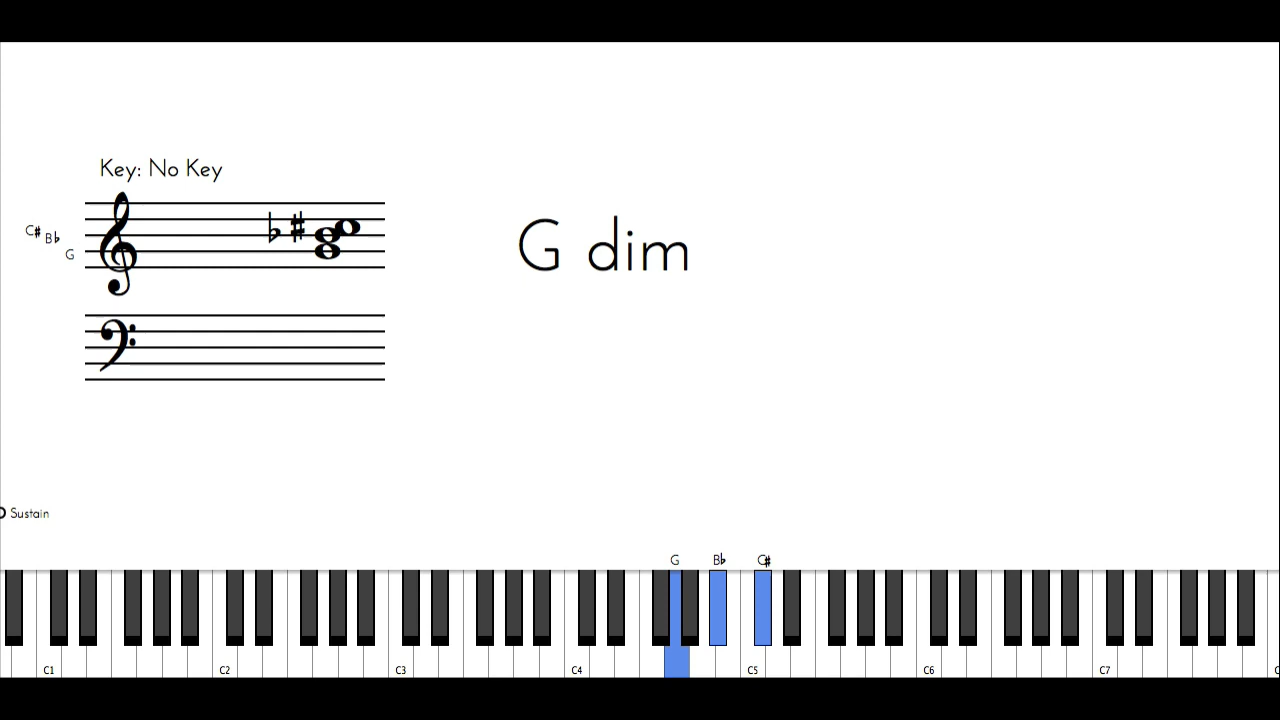 Key: No Key
C♯
B♭
G
G dim
Sustain
G B♭ C♯
C1 C2 C3 C4 C5 C6 C7 C